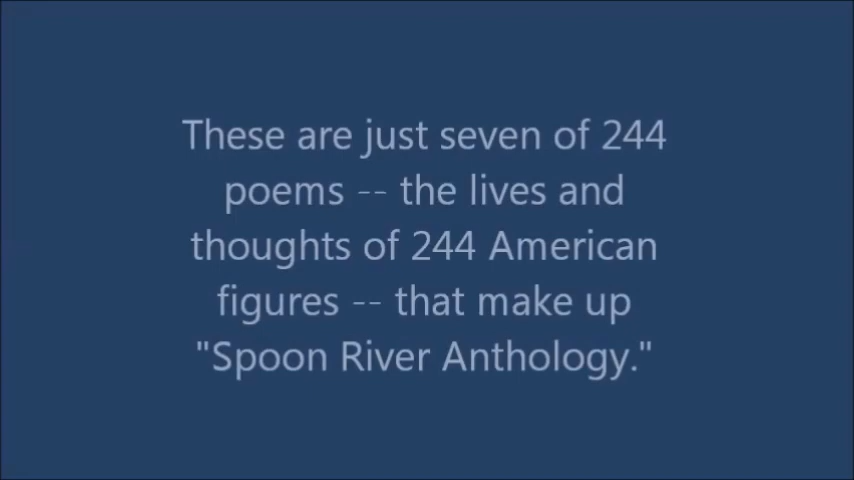 These are just seven of 244
poems -- the lives and
thoughts of 244 American
figures -- that make up
"Spoon River Anthology."